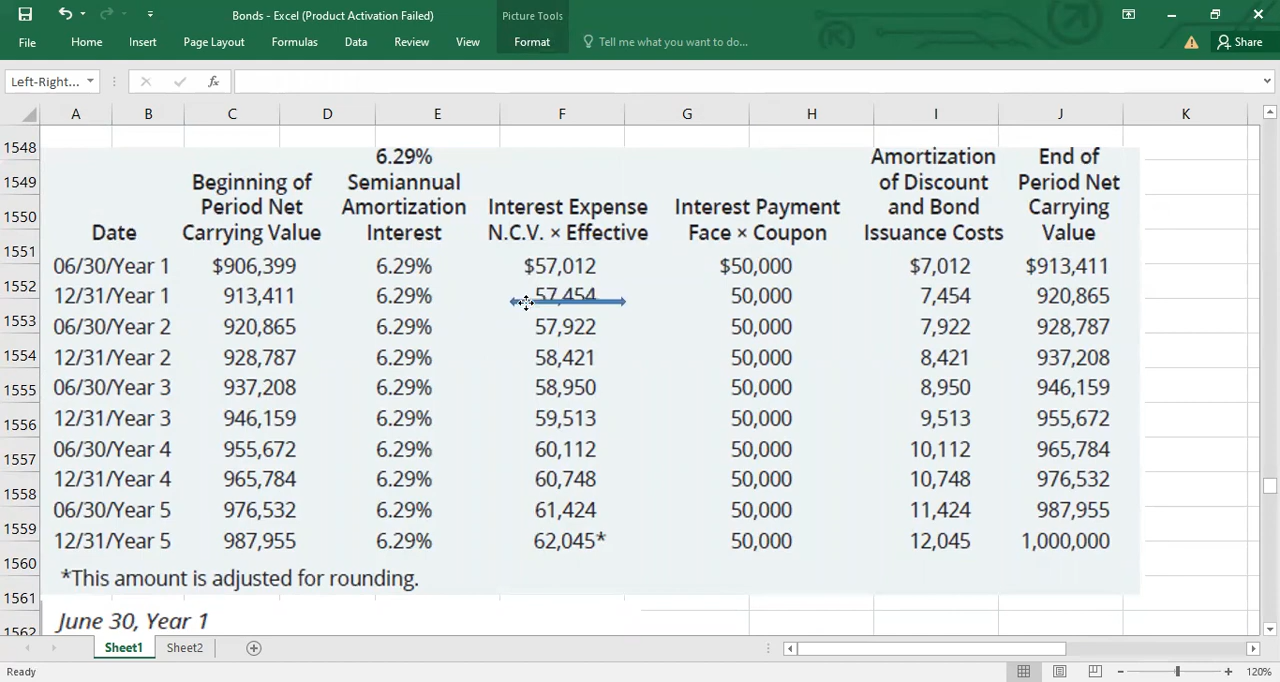 Bonds - Excel (Product Activation Failed) Picture Tools
File Home Insert Page Layout Formulas Data Review View Format Tell me what you want to do... Share
Left-Right... fx
A B C D E F G H I J K
1548 6.29% Amortization End of
1549 Beginning of Semiannual of Discount Period Net
1550 Period Net Amortization Interest Expense Interest Payment and Bond Carrying
1551 Date Carrying Value Interest N.C.V. × Effective Face × Coupon Issuance Costs Value
06/30/Year 1 $906,399 6.29% $57,012 $50,000 $7,012 $913,411
1552 12/31/Year 1 913,411 6.29% 57,454 50,000 7,454 920,865
1553 06/30/Year 2 920,865 6.29% 57,922 50,000 7,922 928,787
1554 12/31/Year 2 928,787 6.29% 58,421 50,000 8,421 937,208
1555 06/30/Year 3 937,208 6.29% 58,950 50,000 8,950 946,159
1556 12/31/Year 3 946,159 6.29% 59,513 50,000 9,513 955,672
1557 06/30/Year 4 955,672 6.29% 60,112 50,000 10,112 965,784
1558 12/31/Year 4 965,784 6.29% 60,748 50,000 10,748 976,532
1559 06/30/Year 5 976,532 6.29% 61,424 50,000 11,424 987,955
12/31/Year 5 987,955 6.29% 62,045* 50,000 12,045 1,000,000
1560 *This amount is adjusted for rounding.
1561
1562 June 30, Year 1
Sheet1 Sheet2
Ready 120%